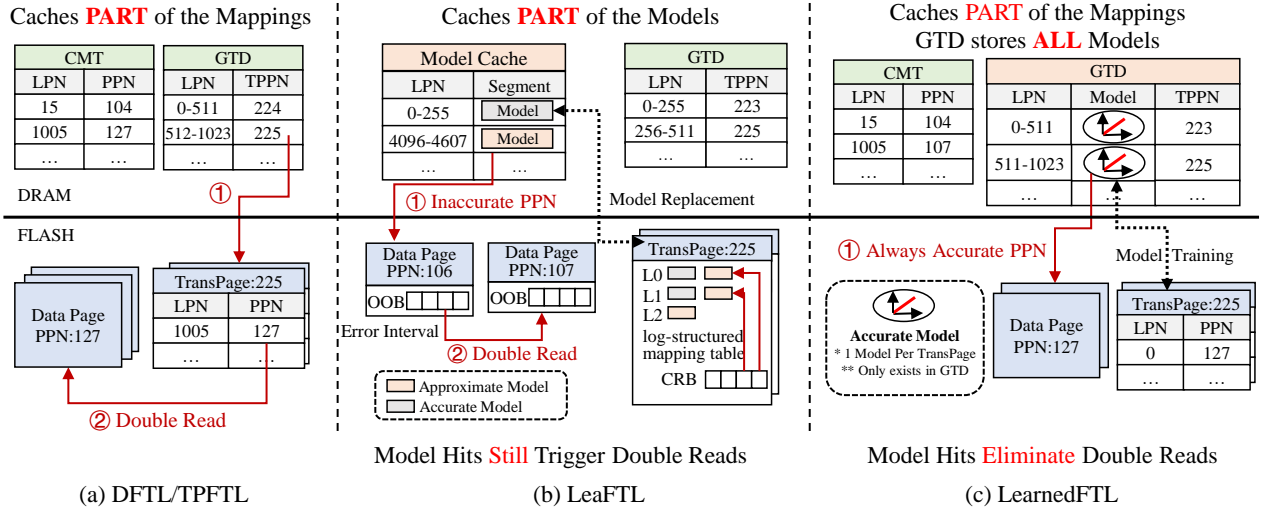 Caches PART of the Mappings
CMT
LPN PPN
15 104
1005 127
… …
GTD
LPN TPPN
0-511 224
512-1023 225
… …
①
DRAM
FLASH
Data Page
PPN:127
TransPage:225
LPN PPN
1005 127
… …
② Double Read
(a) DFTL/TPFTL
Caches PART of the Models
Model Cache
LPN Segment
0-255 Model
4096-4607 Model
… …
GTD
LPN TPPN
0-255 223
256-511 225
… …
① Inaccurate PPN
Model Replacement
Data Page
PPN:106
OOB
Error Interval
Data Page
PPN:107
OOB
② Double Read
TransPage:225
L0
L1
L2
log-structured
mapping table
CRB
Approximate Model
Accurate Model
Model Hits Still Trigger Double Reads
(b) LeaFTL
Caches PART of the Mappings
GTD stores ALL Models
CMT
LPN PPN
15 104
1005 107
… …
GTD
LPN Model TPPN
0-511 223
511-1023 225
… … …
① Always Accurate PPN
Model Training
Accurate Model
* 1 Model Per TransPage
** Only exists in GTD
Data Page
PPN:127
TransPage:225
LPN PPN
0 127
… …
Model Hits Eliminate Double Reads
(c) LearnedFTL